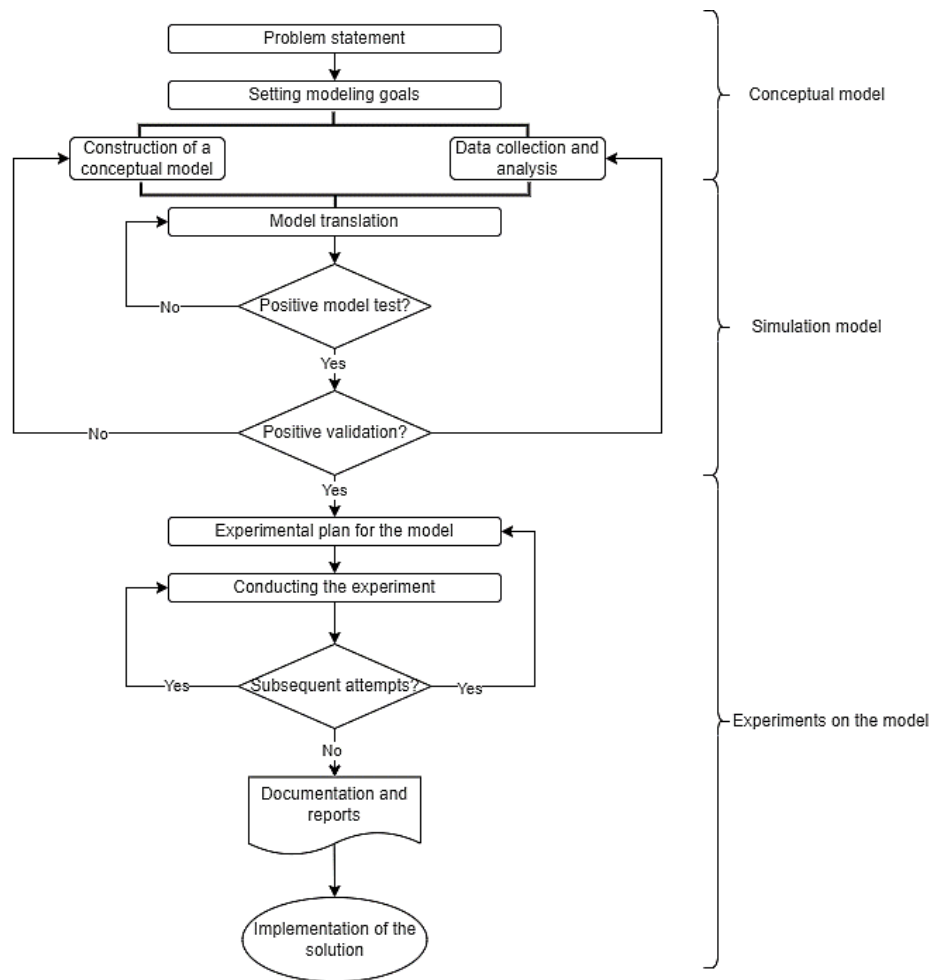 Problem statement
Setting modeling goals
Conceptual model
Construction of a
conceptual model
Data collection and
analysis
Model translation
Positive model test?
No
Simulation model
Yes
Positive validation?
No
Yes
Experimental plan for the model
Conducting the experiment
Subsequent attempts?
Yes
Yes
Experiments on the model
No
Documentation and
reports
Implementation of the
solution